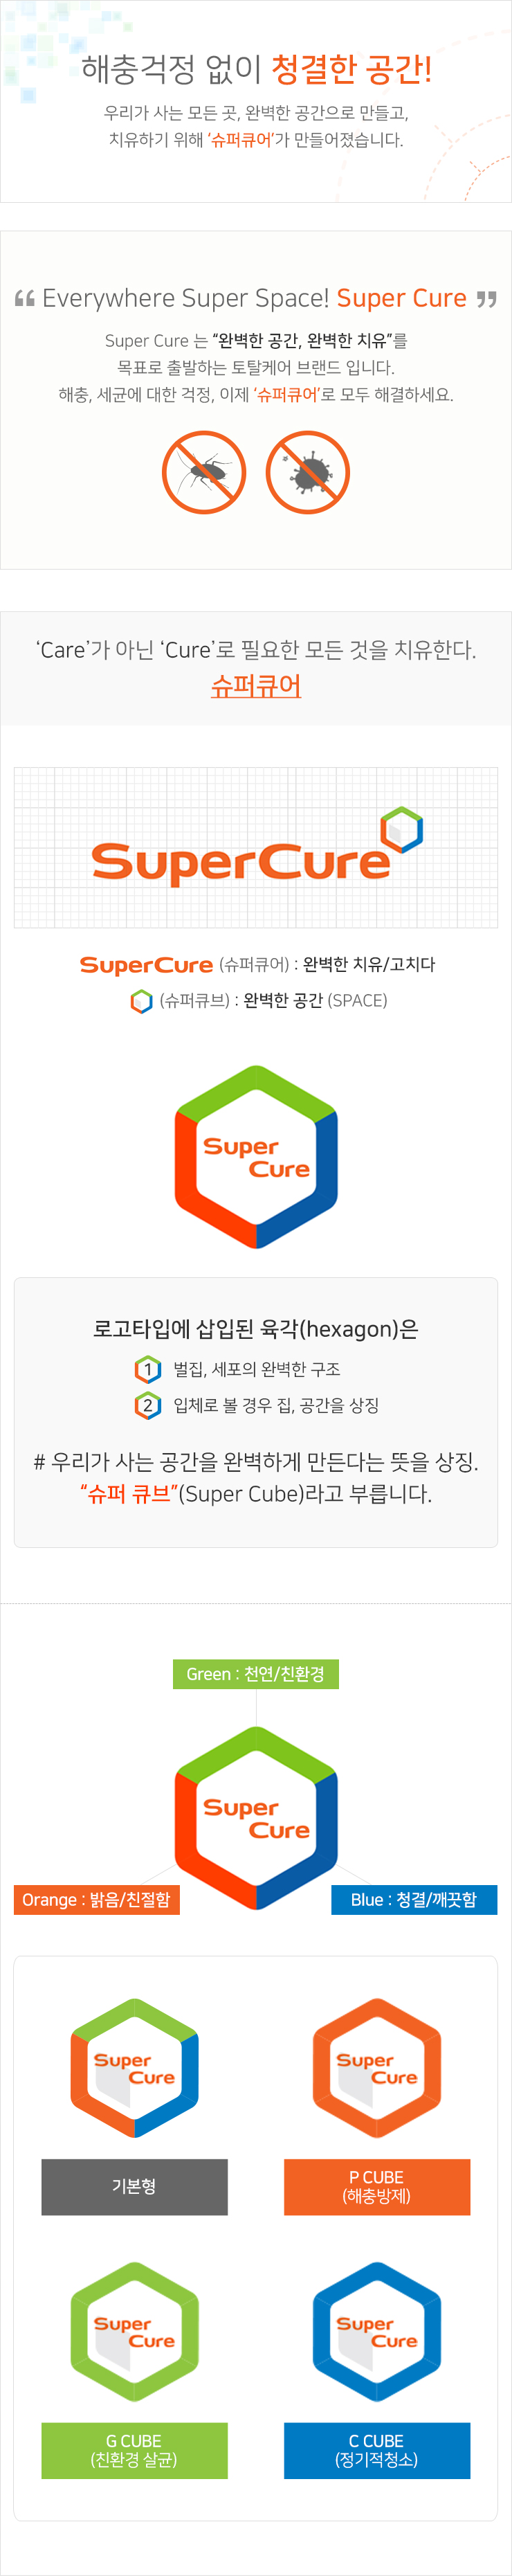 해충걱정 없이 청결한 공간!
우리가 사는 모든 곳, 완벽한 공간으로 만들고,
치유하기 위해 '슈퍼큐어'가 만들어졌습니다.
“ Everywhere Super Space! Super Cure ”
Super Cure 는 “완벽한 공간, 완벽한 치유”를
목표로 출발하는 토탈케어 브랜드 입니다.
해충, 세균에 대한 걱정, 이제 '슈퍼큐어'로 모두 해결하세요.
‘Care’가 아닌 ‘Cure’로 필요한 모든 것을 치유한다.
슈퍼큐어
SuperCure
SuperCure (슈퍼큐어) : 완벽한 치유/고치다
(슈퍼큐브) : 완벽한 공간 (SPACE)
Super
Cure
로고타입에 삽입된 육각(hexagon)은
1 벌집, 세포의 완벽한 구조
2 입체로 볼 경우 집, 공간을 상징
# 우리가 사는 공간을 완벽하게 만든다는 뜻을 상징.
“슈퍼 큐브”(Super Cube)라고 부릅니다.
Green : 천연/친환경
Super
Cure
Orange : 밝음/친절함
Blue : 청결/깨끗함
Super
Cure
기본형
Super
Cure
P CUBE
(해충방제)
Super
Cure
G CUBE
(친환경 살균)
Super
Cure
C CUBE
(정기적청소)